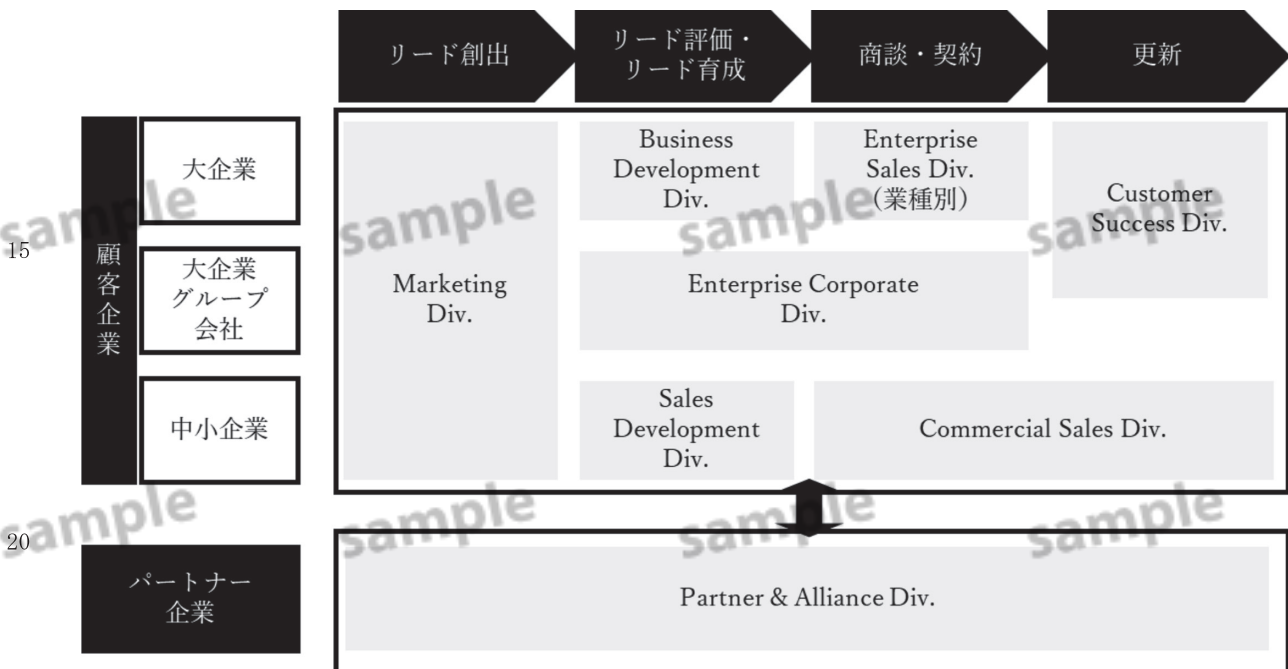 リード創出
リード評価・
リード育成
商談・契約
更新
顧客企業
大企業
Business
Development
Div.
Enterprise
Sales Div.
(業種別)
Customer
Success Div.
15
大企業
グループ
会社
Marketing
Div.
Enterprise Corporate
Div.
中小企業
Sales
Development
Div.
Commercial Sales Div.
20
パートナー
企業
Partner & Alliance Div.
sample
sample
sample
sample
sample
sample
sample
sample